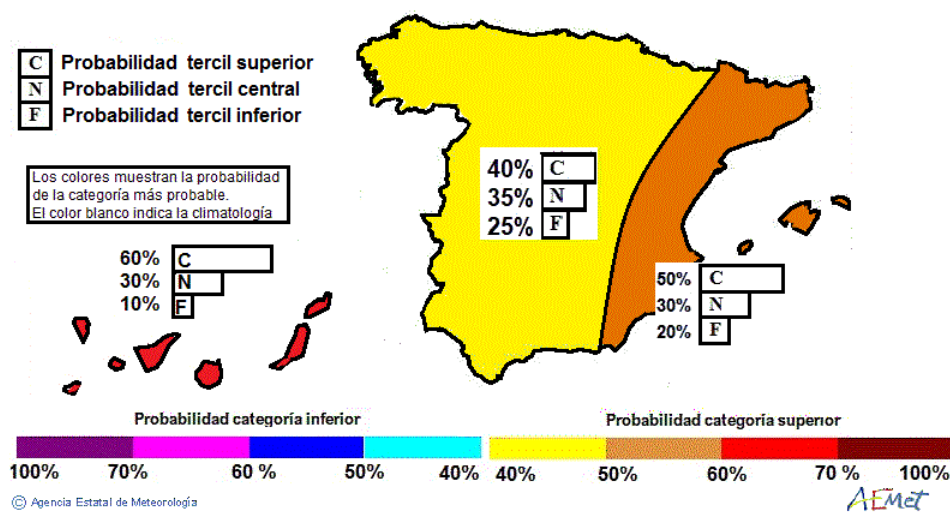 C Probabilidad tercil superior
N Probabilidad tercil central
F Probabilidad tercil inferior
Los colores muestran la probabilidad
de la categoría más probable.
El color blanco indica la climatología
40% C
35% N
25% F
60% C
30% N
10% F
50% C
30% N
20% F
Probabilidad categoría inferior
Probabilidad categoría superior
100% 70% 60 % 50% 40% 40% 50% 60% 70 % 100%
© Agencia Estatal de Meteorología
AEMet